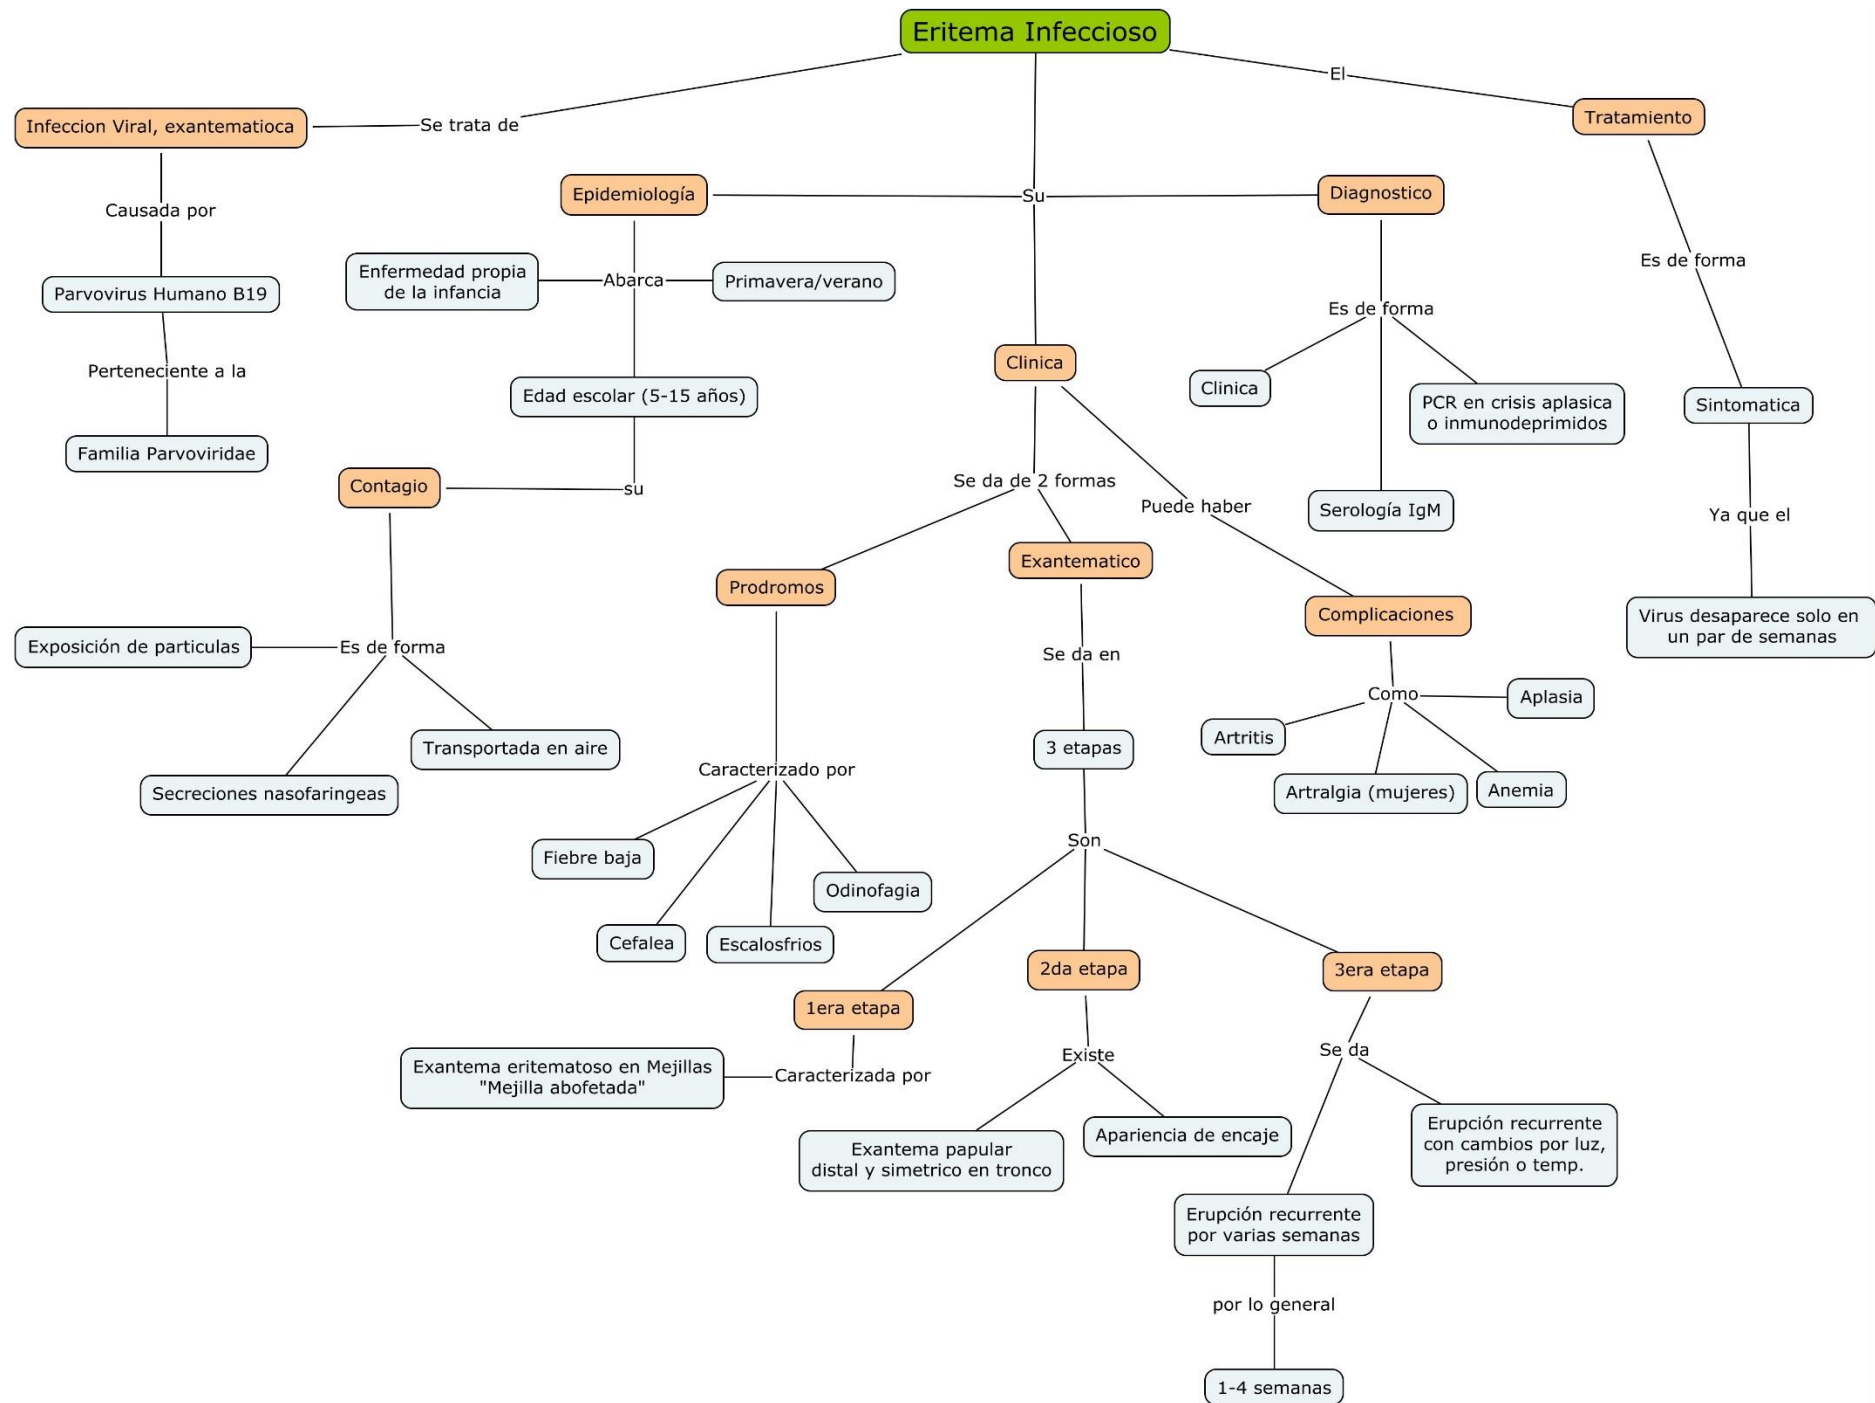 Eritema Infeccioso
El
Tratamiento
Infeccion Viral, exantematioca
Se trata de
Epidemiología
Su
Diagnostico
Causada por
Enfermedad propia
de la infancia
Abarca
Primavera/verano
Es de forma
Parvovirus Humano B19
Es de forma
Clinica
Perteneciente a la
Edad escolar (5-15 años)
Clinica
PCR en crisis aplasica
o inmunodeprimidos
Sintomatica
Familia Parvoviridae
Contagio
su
Se da de 2 formas
Puede haber
Serología IgM
Ya que el
Prodromos
Exantematico
Complicaciones
Virus desaparece solo en
un par de semanas
Exposición de particulas
Es de forma
Se da en
Como
Aplasia
Transportada en aire
3 etapas
Artritis
Secreciones nasofaringeas
Caracterizado por
Artralgia (mujeres)
Anemia
Son
Fiebre baja
Odinofagia
Cefalea
Escalosfrios
1era etapa
2da etapa
3era etapa
Exantema eritematoso en Mejillas
"Mejilla abofetada"
Caracterizada por
Existe
Se da
Exantema papular
distal y simetrico en tronco
Apariencia de encaje
Erupción recurrente
con cambios por luz,
presión o temp.
Erupción recurrente
por varias semanas
por lo general
1-4 semanas